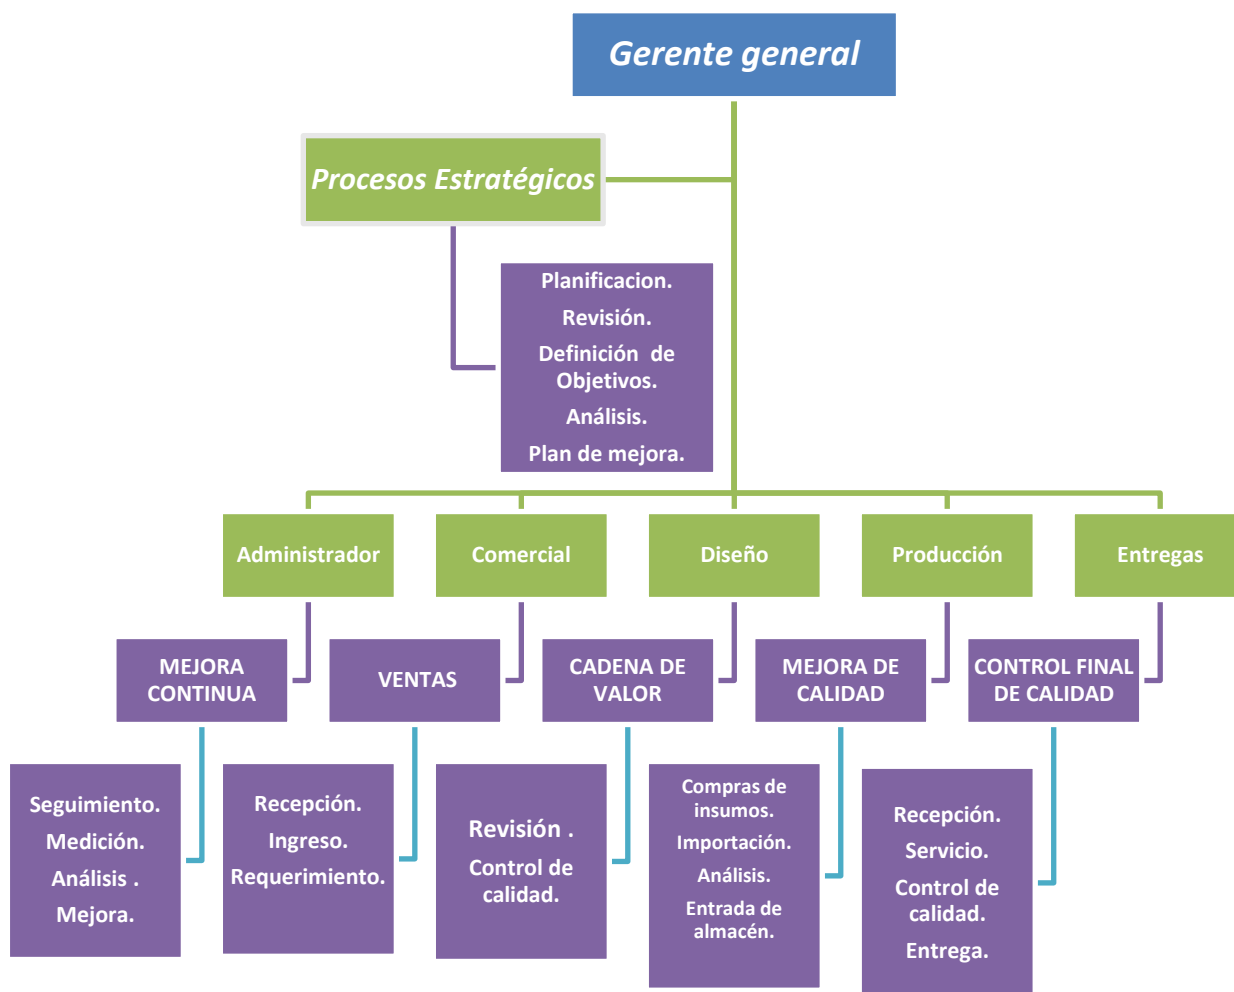 Gerente general
Procesos Estratégicos
Planificacion.
Revisión.
Definición de
Objetivos.
Análisis.
Plan de mejora.
Administrador
Comercial
Diseño
Producción
Entregas
MEJORA
CONTINUA
VENTAS
CADENA DE
VALOR
MEJORA DE
CALIDAD
CONTROL FINAL
DE CALIDAD
Seguimiento.
Medición.
Análisis .
Mejora.
Recepción.
Ingreso.
Requerimiento.
Revisión .
Control de
calidad.
Compras de
insumos.
Importación.
Análisis.
Entrada de
almacén.
Recepción.
Servicio.
Control de
calidad.
Entrega.